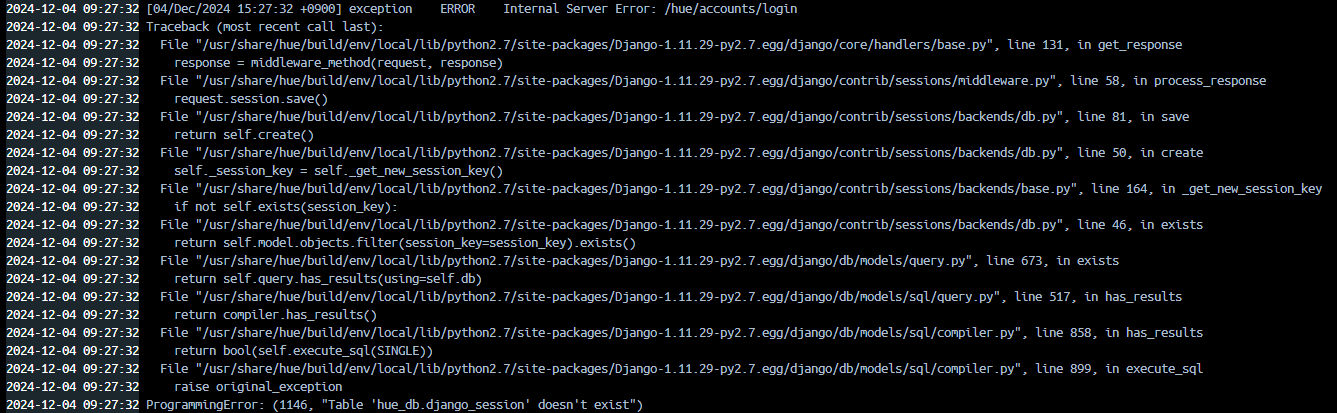 2024-12-04 09:27:32 [04/Dec/2024 15:27:32 +0900] exception    ERROR    Internal Server Error: /hue/accounts/login
2024-12-04 09:27:32 Traceback (most recent call last):
2024-12-04 09:27:32   File "/usr/share/hue/build/env/local/lib/python2.7/site-packages/Django-1.11.29-py2.7.egg/django/core/handlers/base.py", line 131, in get_response
2024-12-04 09:27:32     response = middleware_method(request, response)
2024-12-04 09:27:32   File "/usr/share/hue/build/env/local/lib/python2.7/site-packages/Django-1.11.29-py2.7.egg/django/contrib/sessions/middleware.py", line 58, in process_response
2024-12-04 09:27:32     request.session.save()
2024-12-04 09:27:32   File "/usr/share/hue/build/env/local/lib/python2.7/site-packages/Django-1.11.29-py2.7.egg/django/contrib/sessions/backends/db.py", line 81, in save
2024-12-04 09:27:32     return self.create()
2024-12-04 09:27:32   File "/usr/share/hue/build/env/local/lib/python2.7/site-packages/Django-1.11.29-py2.7.egg/django/contrib/sessions/backends/db.py", line 50, in create
2024-12-04 09:27:32     self._session_key = self._get_new_session_key()
2024-12-04 09:27:32   File "/usr/share/hue/build/env/local/lib/python2.7/site-packages/Django-1.11.29-py2.7.egg/django/contrib/sessions/backends/base.py", line 164, in _get_new_session_key
2024-12-04 09:27:32     if not self.exists(session_key):
2024-12-04 09:27:32   File "/usr/share/hue/build/env/local/lib/python2.7/site-packages/Django-1.11.29-py2.7.egg/django/contrib/sessions/backends/db.py", line 46, in exists
2024-12-04 09:27:32     return self.model.objects.filter(session_key=session_key).exists()
2024-12-04 09:27:32   File "/usr/share/hue/build/env/local/lib/python2.7/site-packages/Django-1.11.29-py2.7.egg/django/db/models/query.py", line 673, in exists
2024-12-04 09:27:32     return self.query.has_results(using=self.db)
2024-12-04 09:27:32   File "/usr/share/hue/build/env/local/lib/python2.7/site-packages/Django-1.11.29-py2.7.egg/django/db/models/sql/query.py", line 517, in has_results
2024-12-04 09:27:32     return compiler.has_results()
2024-12-04 09:27:32   File "/usr/share/hue/build/env/local/lib/python2.7/site-packages/Django-1.11.29-py2.7.egg/django/db/models/sql/compiler.py", line 858, in has_results
2024-12-04 09:27:32     return bool(self.execute_sql(SINGLE))
2024-12-04 09:27:32   File "/usr/share/hue/build/env/local/lib/python2.7/site-packages/Django-1.11.29-py2.7.egg/django/db/models/sql/compiler.py", line 899, in execute_sql
2024-12-04 09:27:32     raise original_exception
2024-12-04 09:27:32 ProgrammingError: (1146, "Table 'hue_db.django_session' doesn't exist")